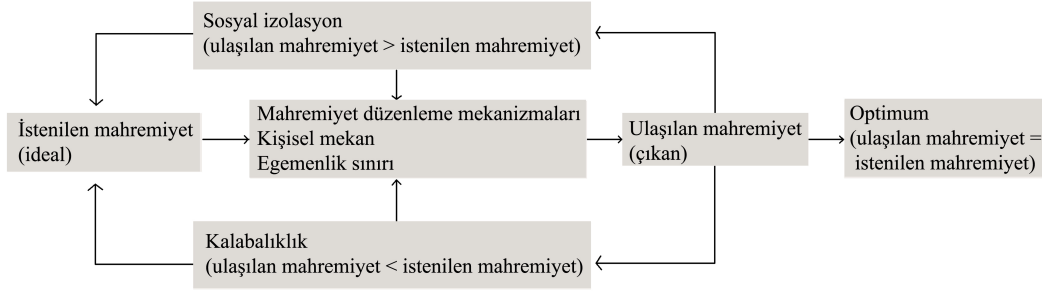 Sosyal izolasyon
(ulaşılan mahremiyet > istenilen mahremiyet)
İstenilen mahremiyet
(ideal)
Mahremiyet düzenleme mekanizmaları
Kişisel mekan
Egemenlik sınırı
Ulaşılan mahremiyet
(çıkan)
Optimum
(ulaşılan mahremiyet =
istenilen mahremiyet)
Kalabalıklık
(ulaşılan mahremiyet < istenilen mahremiyet)